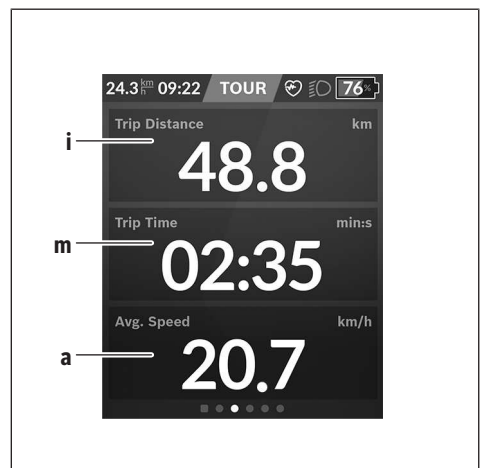 24.3 km/h 09:22 TOUR 76%
Trip Distance km
i
48.8
Trip Time min:s
m
02:35
Avg. Speed km/h
a
20.7